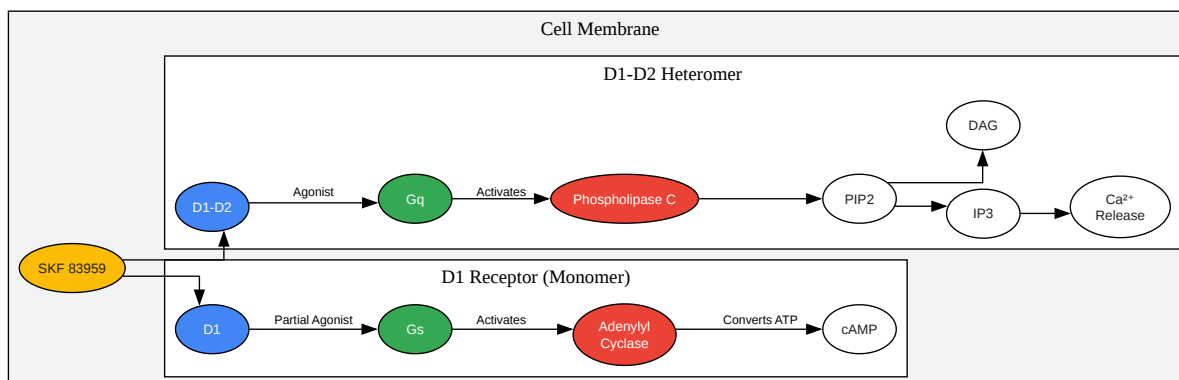 Cell Membrane
D1-D2 Heteromer
DAG
D1-D2
Agonist
Gq
Activates
Phospholipase C
PIP2
IP3
Ca²⁺
Release
SKF 83959
D1 Receptor (Monomer)
D1
Partial Agonist
Gs
Activates
Adenylyl
Cyclase
Converts ATP
cAMP